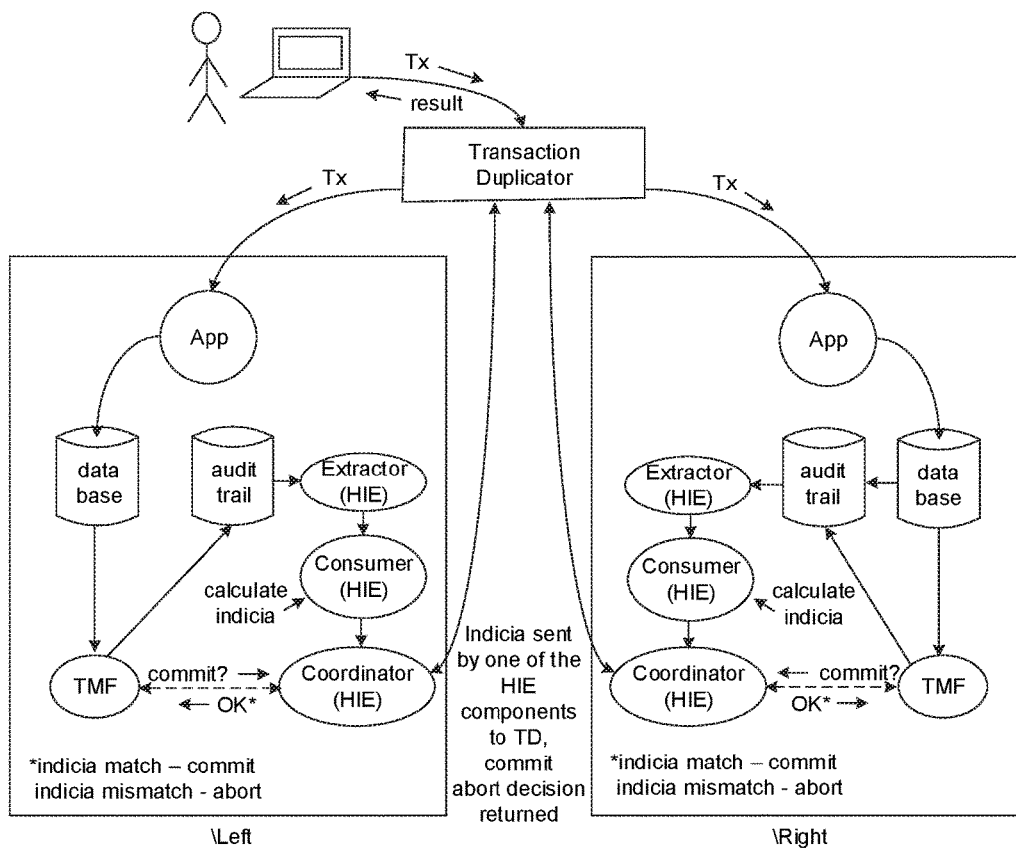 Tx
result
Transaction
Duplicator
Tx
Tx
App
App
data
base
audit
trail
Extractor
(HIE)
Extractor
(HIE)
audit
trail
data
base
Consumer
(HIE)
Consumer
(HIE)
calculate
indicia
calculate
indicia
Indicia sent
by one of the
HIE
components
to TD,
commit
abort decision
returned
TMF
commit?
OK*
Coordinator
(HIE)
Coordinator
(HIE)
commit?
OK*
TMF
*indicia match – commit
indicia mismatch - abort
*indicia match – commit
indicia mismatch - abort
\Left
\Right